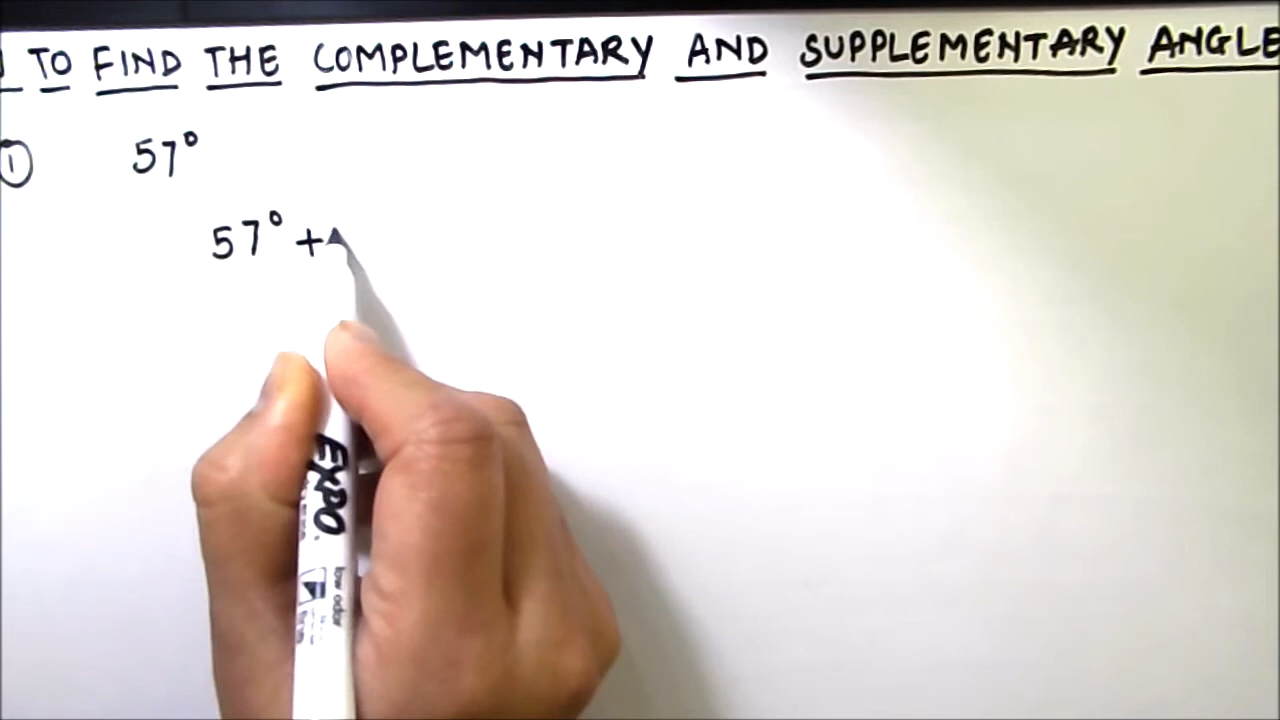 TO FIND THE COMPLEMENTARY AND SUPPLEMENTARY ANGLE
① 57°
57° +
EXPO
low odor